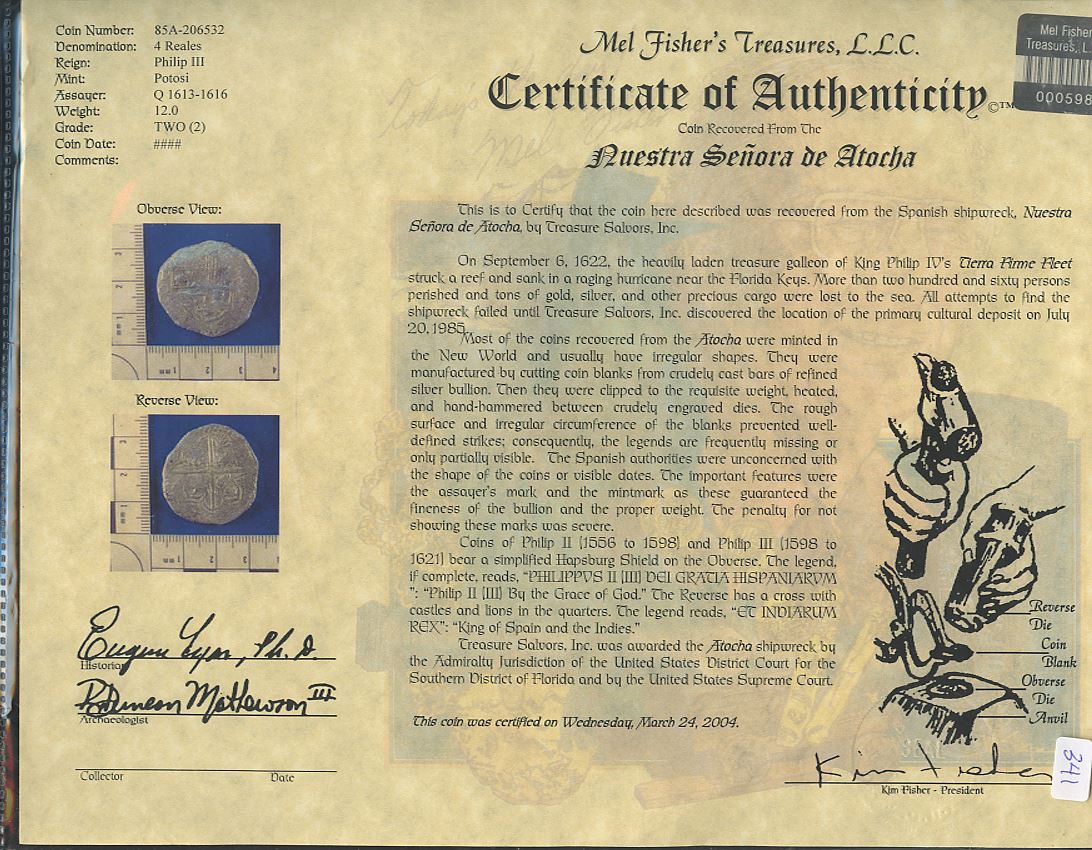 Coin Number: 85A-206532
Denomination: 4 Reales
Reign: Philip III
Mint: Potosi
Assayer: Q 1613-1616
Weight: 12.0
Grade: TWO (2)
Coin Date: ####
Comments:
Obverse View:
Reverse View:
Eugene Lyon, Ph.D.
Historian
R Duncan Mathewson III
Archaeologist
Collector Date
Mel Fisher's Treasures, L.L.C.
Certificate of Authenticity ©™
Coin Recovered From The
Nuestra Señora de Atocha
Mel Fisher
Treasures, L
000598
This is to Certify that the coin here described was recovered from the Spanish shipwreck, Nuestra
Señora de Atocha, by Treasure Salvors, Inc.
On September 6, 1622, the heavily laden treasure galleon of King Philip IV's Tierra Firme Fleet
struck a reef and sank in a raging hurricane near the Florida Keys. More than two hundred and sixty persons
perished and tons of gold, silver, and other precious cargo were lost to the sea. All attempts to find the
shipwreck failed until Treasure Salvors, Inc. discovered the location of the primary cultural deposit on July
20, 1985.
Most of the coins recovered from the Atocha were minted in
the New World and usually have irregular shapes. They were
manufactured by cutting coin blanks from crudely cast bars of refined
silver bullion. Then they were clipped to the requisite weight, heated,
and hand-hammered between crudely engraved dies. The rough
surface and irregular circumference of the blanks prevented well-
defined strikes; consequently, the legends are frequently missing or
only partially visible. The Spanish authorities were unconcerned with
the shape of the coins or visible dates. The important features were
the assayer's mark and the mintmark as these guaranteed the
fineness of the bullion and the proper weight. The penalty for not
showing these marks was severe.
Coins of Philip II (1556 to 1598) and Philip III (1598 to
1621) bear a simplified Hapsburg Shield on the Obverse. The legend,
if complete, reads, "PHILIPPVS II (III) DEI GRATIA HISPANIARVM
": "Philip II (III) By the Grace of God." The Reverse has a cross with
castles and lions in the quarters. The legend reads, "ET INDIARUM
REX": "King of Spain and the Indies."
Treasure Salvors, Inc. was awarded the Atocha shipwreck by
the Admiralty Jurisdiction of the United States District Court for the
Southern District of Florida and by the United States Supreme Court.
This coin was certified on Wednesday, March 24, 2004.
Reverse
Die
Coin
Blank
Obverse
Die
Anvil
Kim Fisher
Kim Fisher - President
341